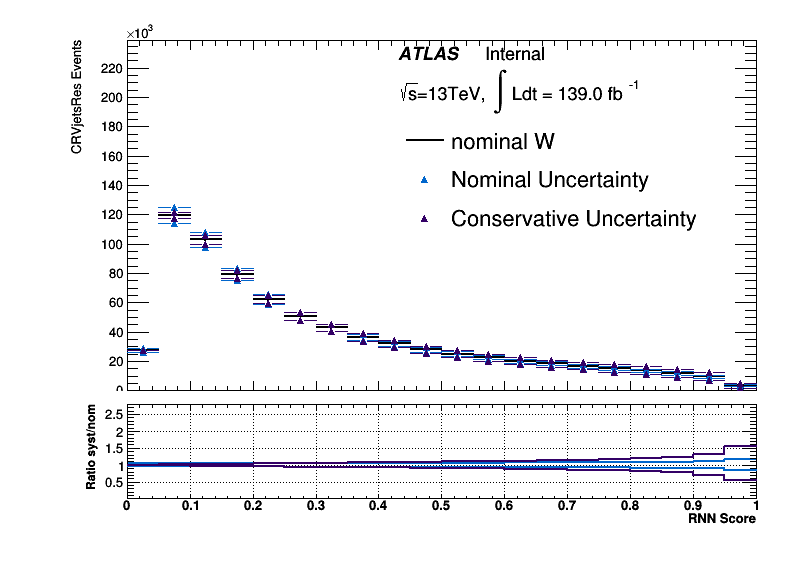 ×10³
CRVjetsRes Events
ATLAS Internal
√s=13TeV, ∫ Ldt = 139.0 fb ⁻¹
nominal W
Nominal Uncertainty
Conservative Uncertainty
220
200
180
160
140
120
100
80
60
40
20
0
Ratio syst/nom
2.5
2
1.5
1
0.5
0 0.1 0.2 0.3 0.4 0.5 0.6 0.7 0.8 0.9 1
RNN Score